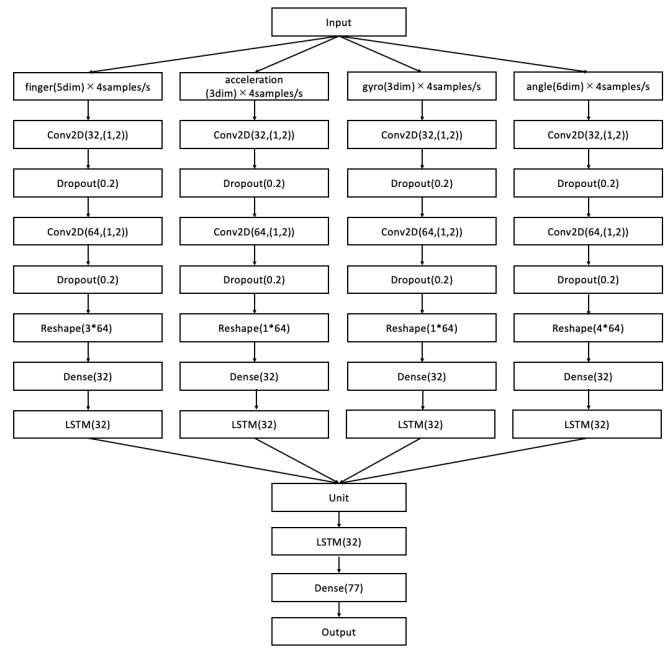 Input
finger(5dim)×4samples/s
acceleration
(3dim)×4samples/s
gyro(3dim)×4samples/s
angle(6dim)×4samples/s
Conv2D(32,(1,2))
Conv2D(32,(1,2))
Conv2D(32,(1,2))
Conv2D(32,(1,2))
Dropout(0.2)
Dropout(0.2)
Dropout(0.2)
Dropout(0.2)
Conv2D(64,(1,2))
Conv2D(64,(1,2))
Conv2D(64,(1,2))
Conv2D(64,(1,2))
Dropout(0.2)
Dropout(0.2)
Dropout(0.2)
Dropout(0.2)
Reshape(3*64)
Reshape(1*64)
Reshape(1*64)
Reshape(4*64)
Dense(32)
Dense(32)
Dense(32)
Dense(32)
LSTM(32)
LSTM(32)
LSTM(32)
LSTM(32)
Unit
LSTM(32)
Dense(77)
Output